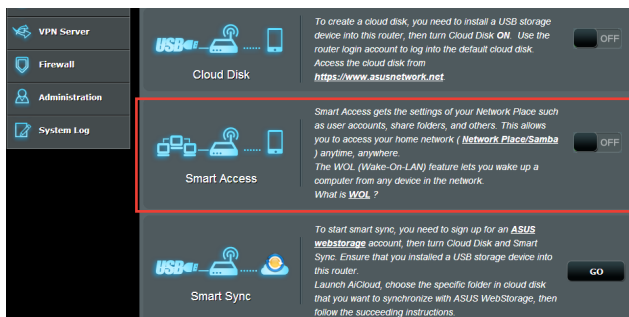 VPN Server
Firewall
Administration
System Log
USB
Cloud Disk
To create a cloud disk, you need to install a USB storage
device into this router, then turn Cloud Disk ON. Use the
router login account to log into the default cloud disk.
Access the cloud disk from
https://www.asusnetwork.net.
OFF
Smart Access
Smart Access gets the settings of your Network Place such
as user accounts, share folders, and others. This allows
you to access your home network ( Network Place/Samba
) anytime, anywhere.
The WOL (Wake-On-LAN) feature lets you wake up a
computer from any device in the network.
What is WOL ?
OFF
USB
Smart Sync
To start smart sync, you need to sign up for an ASUS
webstorage account, then turn Cloud Disk and Smart
Sync. Ensure that you installed a USB storage device into
this router.
Launch AiCloud, choose the specific folder in cloud disk
that you want to synchronize with ASUS WebStorage, then
follow the succeeding instructions.
GO